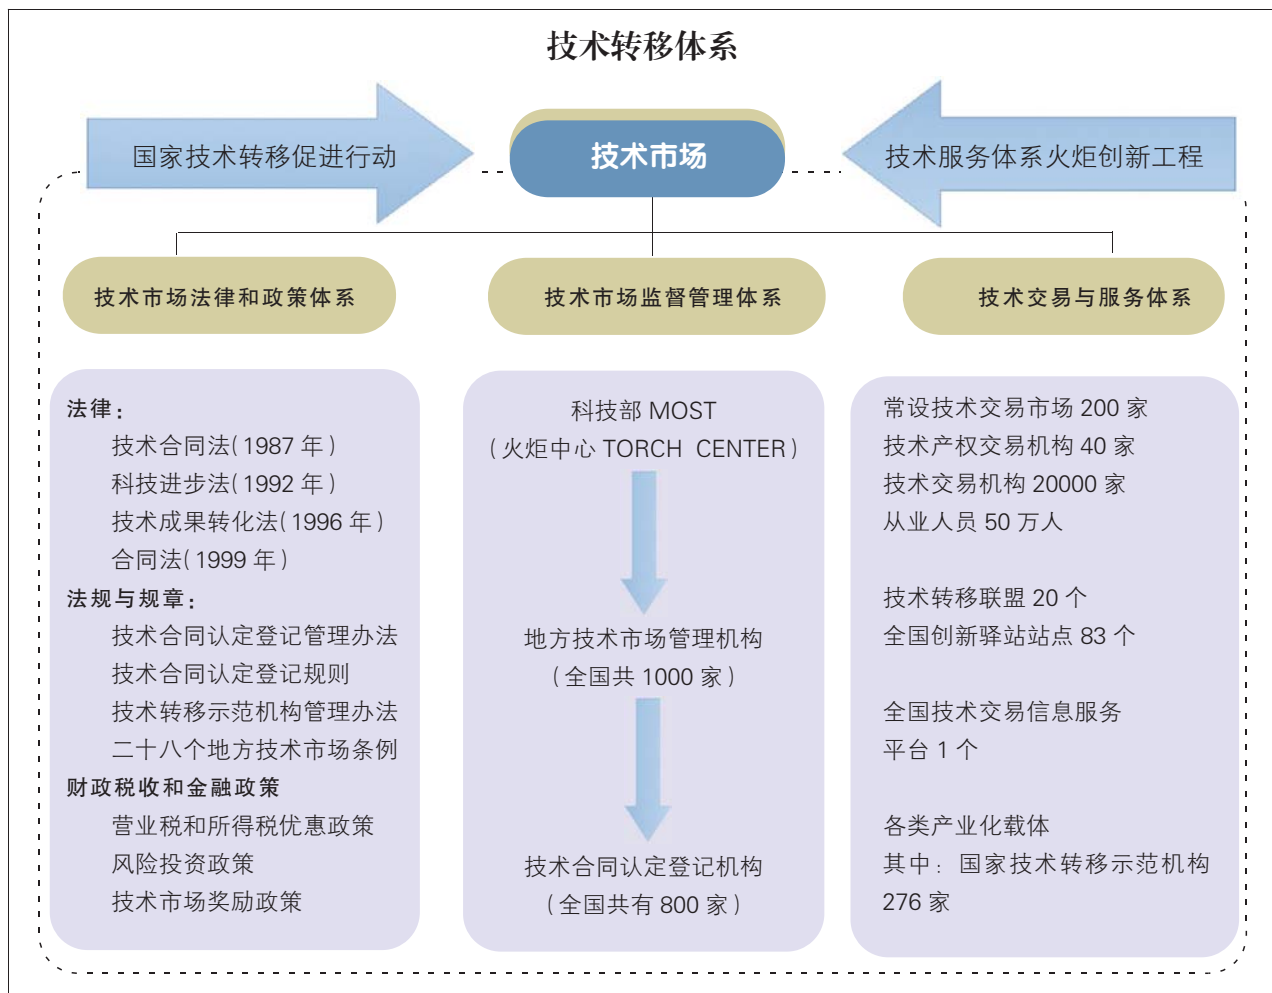 技术转移体系
国家技术转移促进行动
技术市场
技术服务体系火炬创新工程
技术市场法律和政策体系
技术市场监督管理体系
技术交易与服务体系
法律：
技术合同法（1987 年）
科技进步法（1992 年）
技术成果转化法（1996 年）
合同法（1999 年）
法规与规章：
技术合同认定登记管理办法
技术合同认定登记规则
技术转移示范机构管理办法
二十八个地方技术市场条例
财政税收和金融政策
营业税和所得税优惠政策
风险投资政策
技术市场奖励政策
科技部 MOST
（火炬中心 TORCH CENTER）
地方技术市场管理机构
（全国共 1000 家）
技术合同认定登记机构
（全国共有 800 家）
常设技术交易市场 200 家
技术产权交易机构 40 家
技术交易机构 20000 家
从业人员 50 万人
技术转移联盟 20 个
全国创新驿站站点 83 个
全国技术交易信息服务
平台 1 个
各类产业化载体
其中：国家技术转移示范机构
276 家